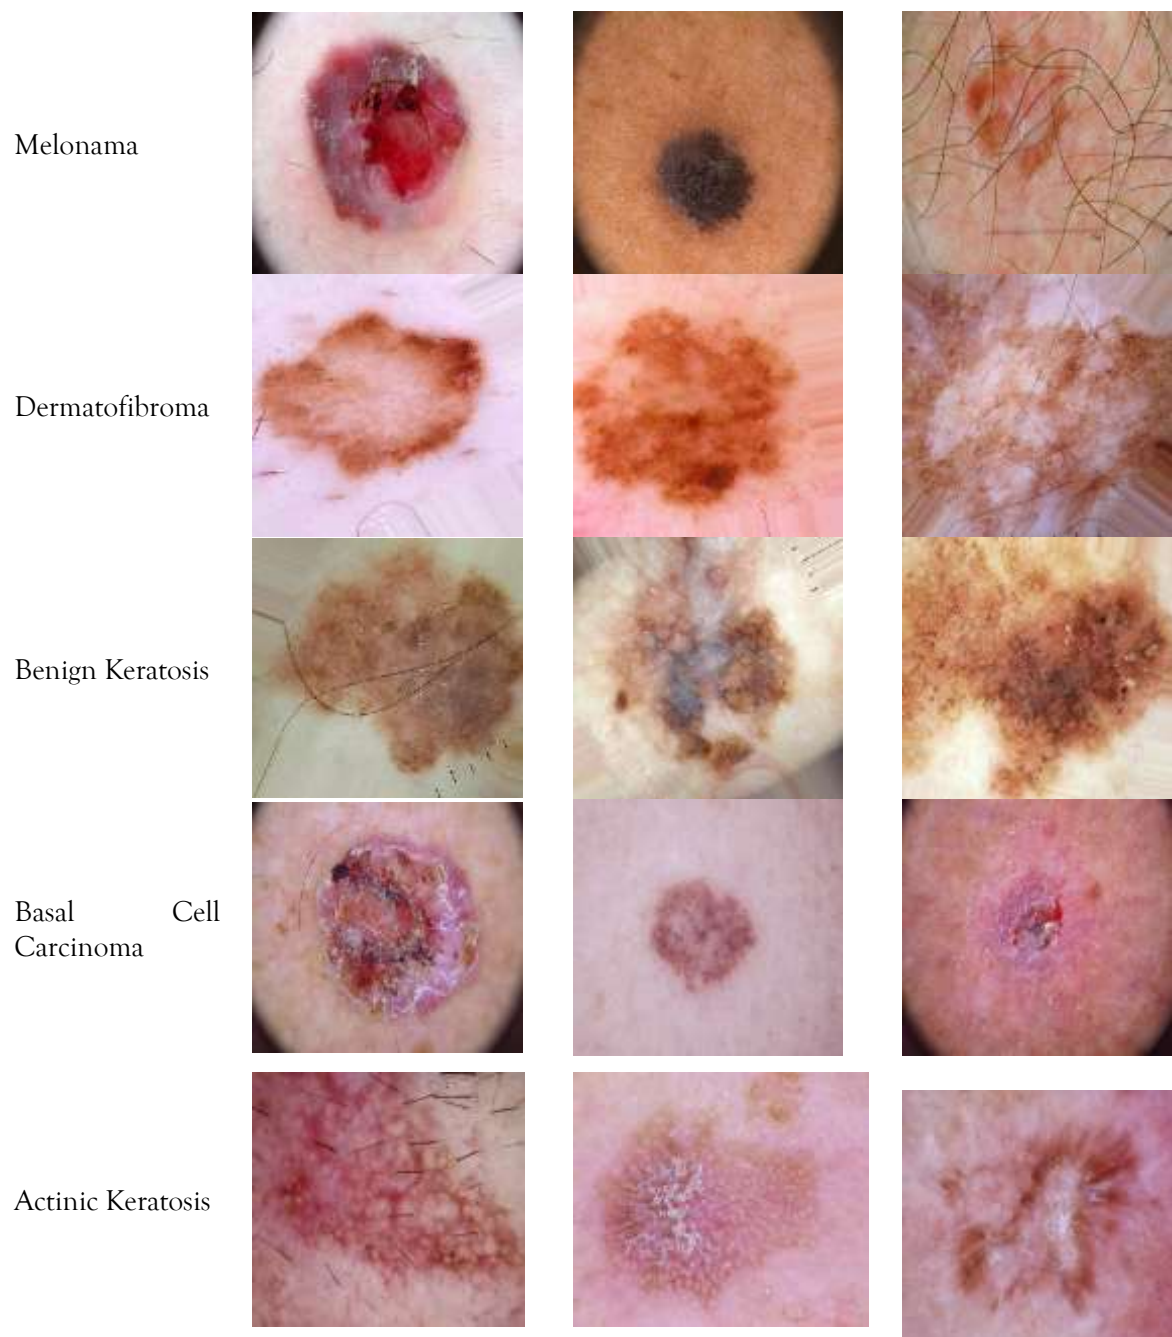 Melonama
Dermatofibroma
Benign Keratosis
Basal Cell
Carcinoma
Actinic Keratosis